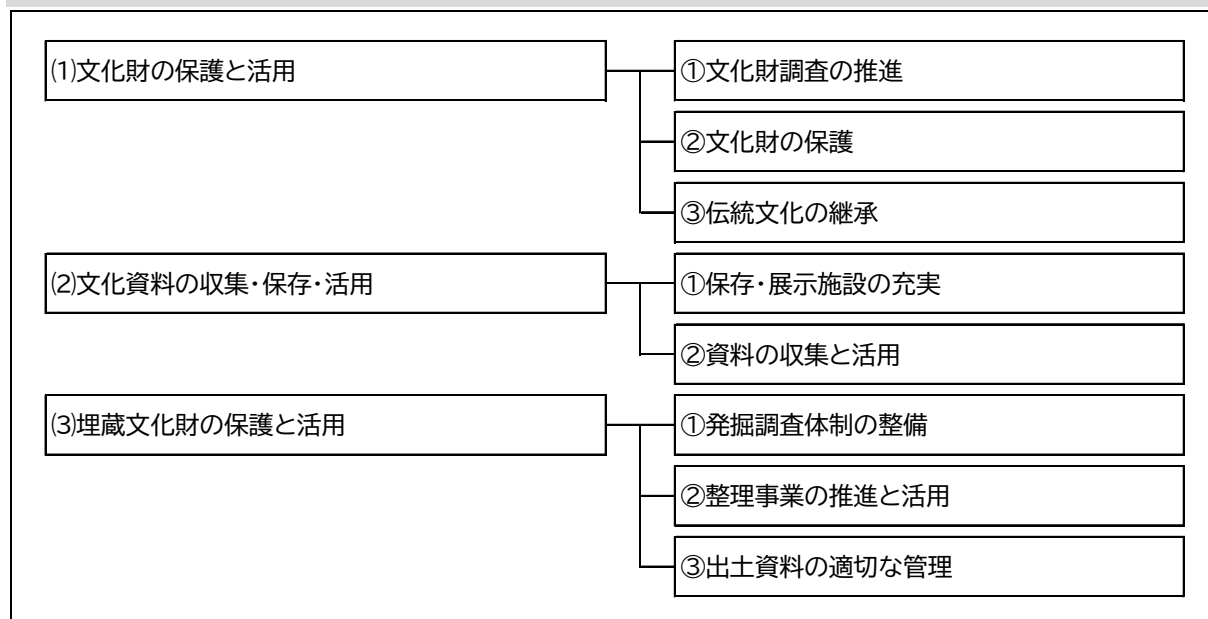 ⑴文化財の保護と活用
①文化財調査の推進
②文化財の保護
③伝統文化の継承
⑵文化資料の収集・保存・活用
①保存・展示施設の充実
②資料の収集と活用
⑶埋蔵文化財の保護と活用
①発掘調査体制の整備
②整理事業の推進と活用
③出土資料の適切な管理